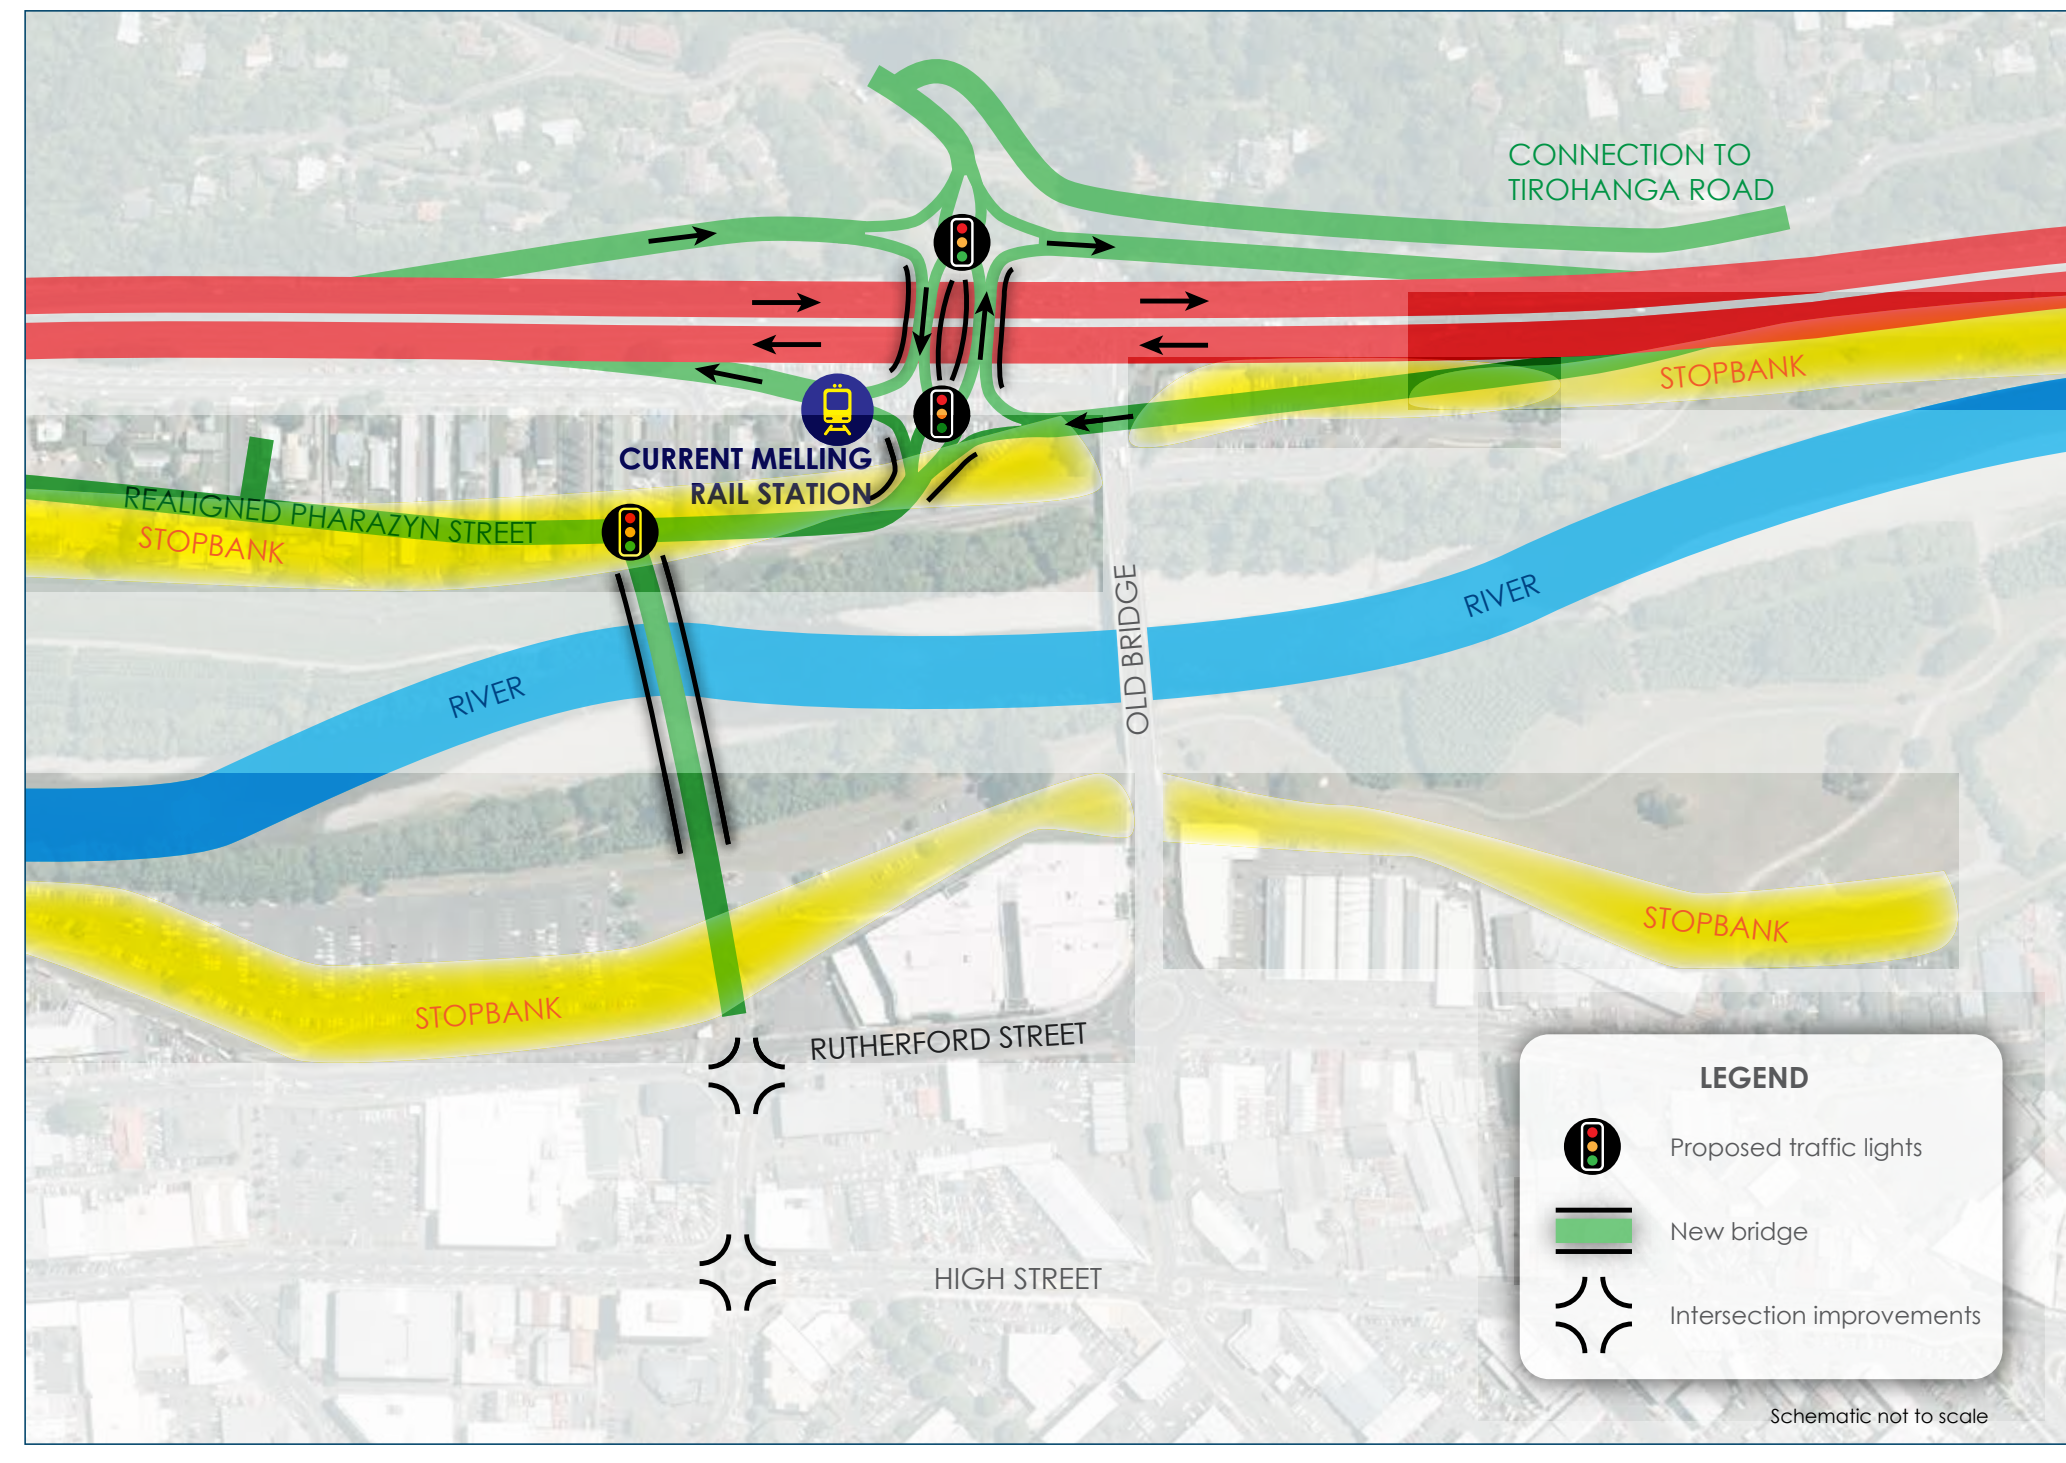 CONNECTION TO
TIROHANGA ROAD
STOPBANK
CURRENT MELLING
RAIL STATION
REALIGNED PHARAZYN STREET
STOPBANK
OLD BRIDGE
RIVER
RIVER
STOPBANK
STOPBANK
RUTHERFORD STREET
HIGH STREET
LEGEND
Proposed traffic lights
New bridge
Intersection improvements
Schematic not to scale